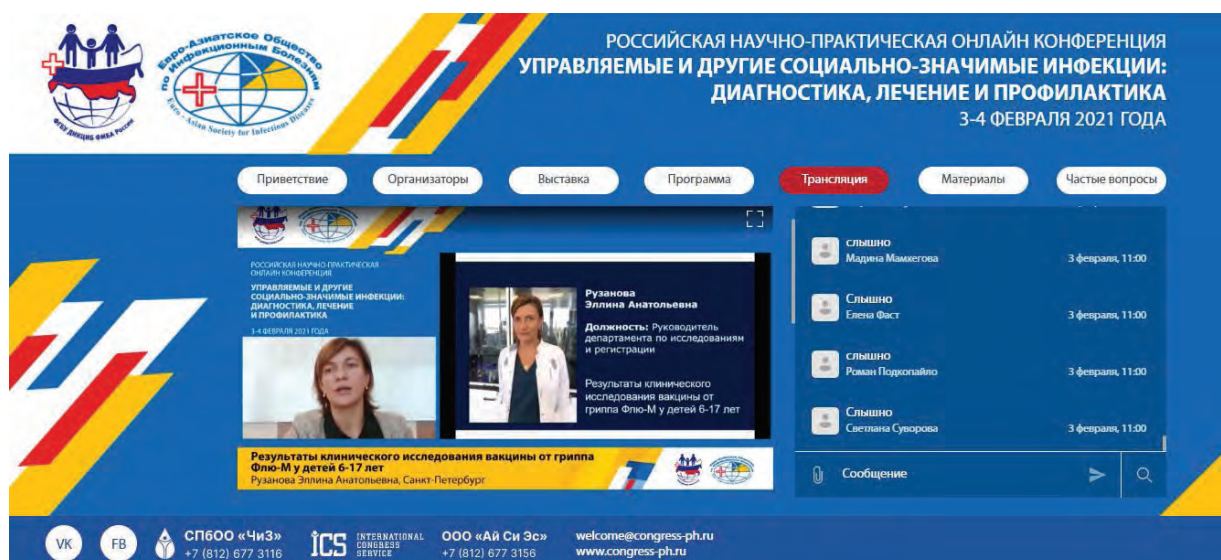 Евро-Азиатское Общество
по Инфекционным Болезням
Euro - Asian Society for Infectious Diseases
ФГБУ ДНКЦИБ ФМБА России
РОССИЙСКАЯ НАУЧНО-ПРАКТИЧЕСКАЯ ОНЛАЙН КОНФЕРЕНЦИЯ
УПРАВЛЯЕМЫЕ И ДРУГИЕ СОЦИАЛЬНО-ЗНАЧИМЫЕ ИНФЕКЦИИ:
ДИАГНОСТИКА, ЛЕЧЕНИЕ И ПРОФИЛАКТИКА
3-4 ФЕВРАЛЯ 2021 ГОДА
Приветствие Организаторы Выставка Программа Трансляция Материалы Частые вопросы
РОССИЙСКАЯ НАУЧНО-ПРАКТИЧЕСКАЯ
ОНЛАЙН КОНФЕРЕНЦИЯ
УПРАВЛЯЕМЫЕ И ДРУГИЕ
СОЦИАЛЬНО-ЗНАЧИМЫЕ ИНФЕКЦИИ:
ДИАГНОСТИКА, ЛЕЧЕНИЕ
И ПРОФИЛАКТИКА
3-4 ФЕВРАЛЯ 2021 ГОДА
Рузанова
Эллина Анатольевна
Должность: Руководитель
департамента по исследованиям
и регистрации
Результаты клинического
исследования вакцины от
гриппа Флю-М у детей 6-17 лет
Результаты клинического исследования вакцины от гриппа
Флю-М у детей 6-17 лет
Рузанова Эллина Анатольевна, Санкт-Петербург
слышно
Мадина Мамхегова 3 февраля, 11:00
Слышно
Елена Фаст 3 февраля, 11:00
слышно
Роман Подкопайло 3 февраля, 11:00
Слышно
Светлана Суворова 3 февраля, 11:00
Сообщение
VK FB
СПбОО «ЧиЗ»
+7 (812) 677 3116
ICS INTERNATIONAL
CONGRESS
SERVICE
ООО «Ай Си Эс»
+7 (812) 677 3156
welcome@congress-ph.ru
www.congress-ph.ru